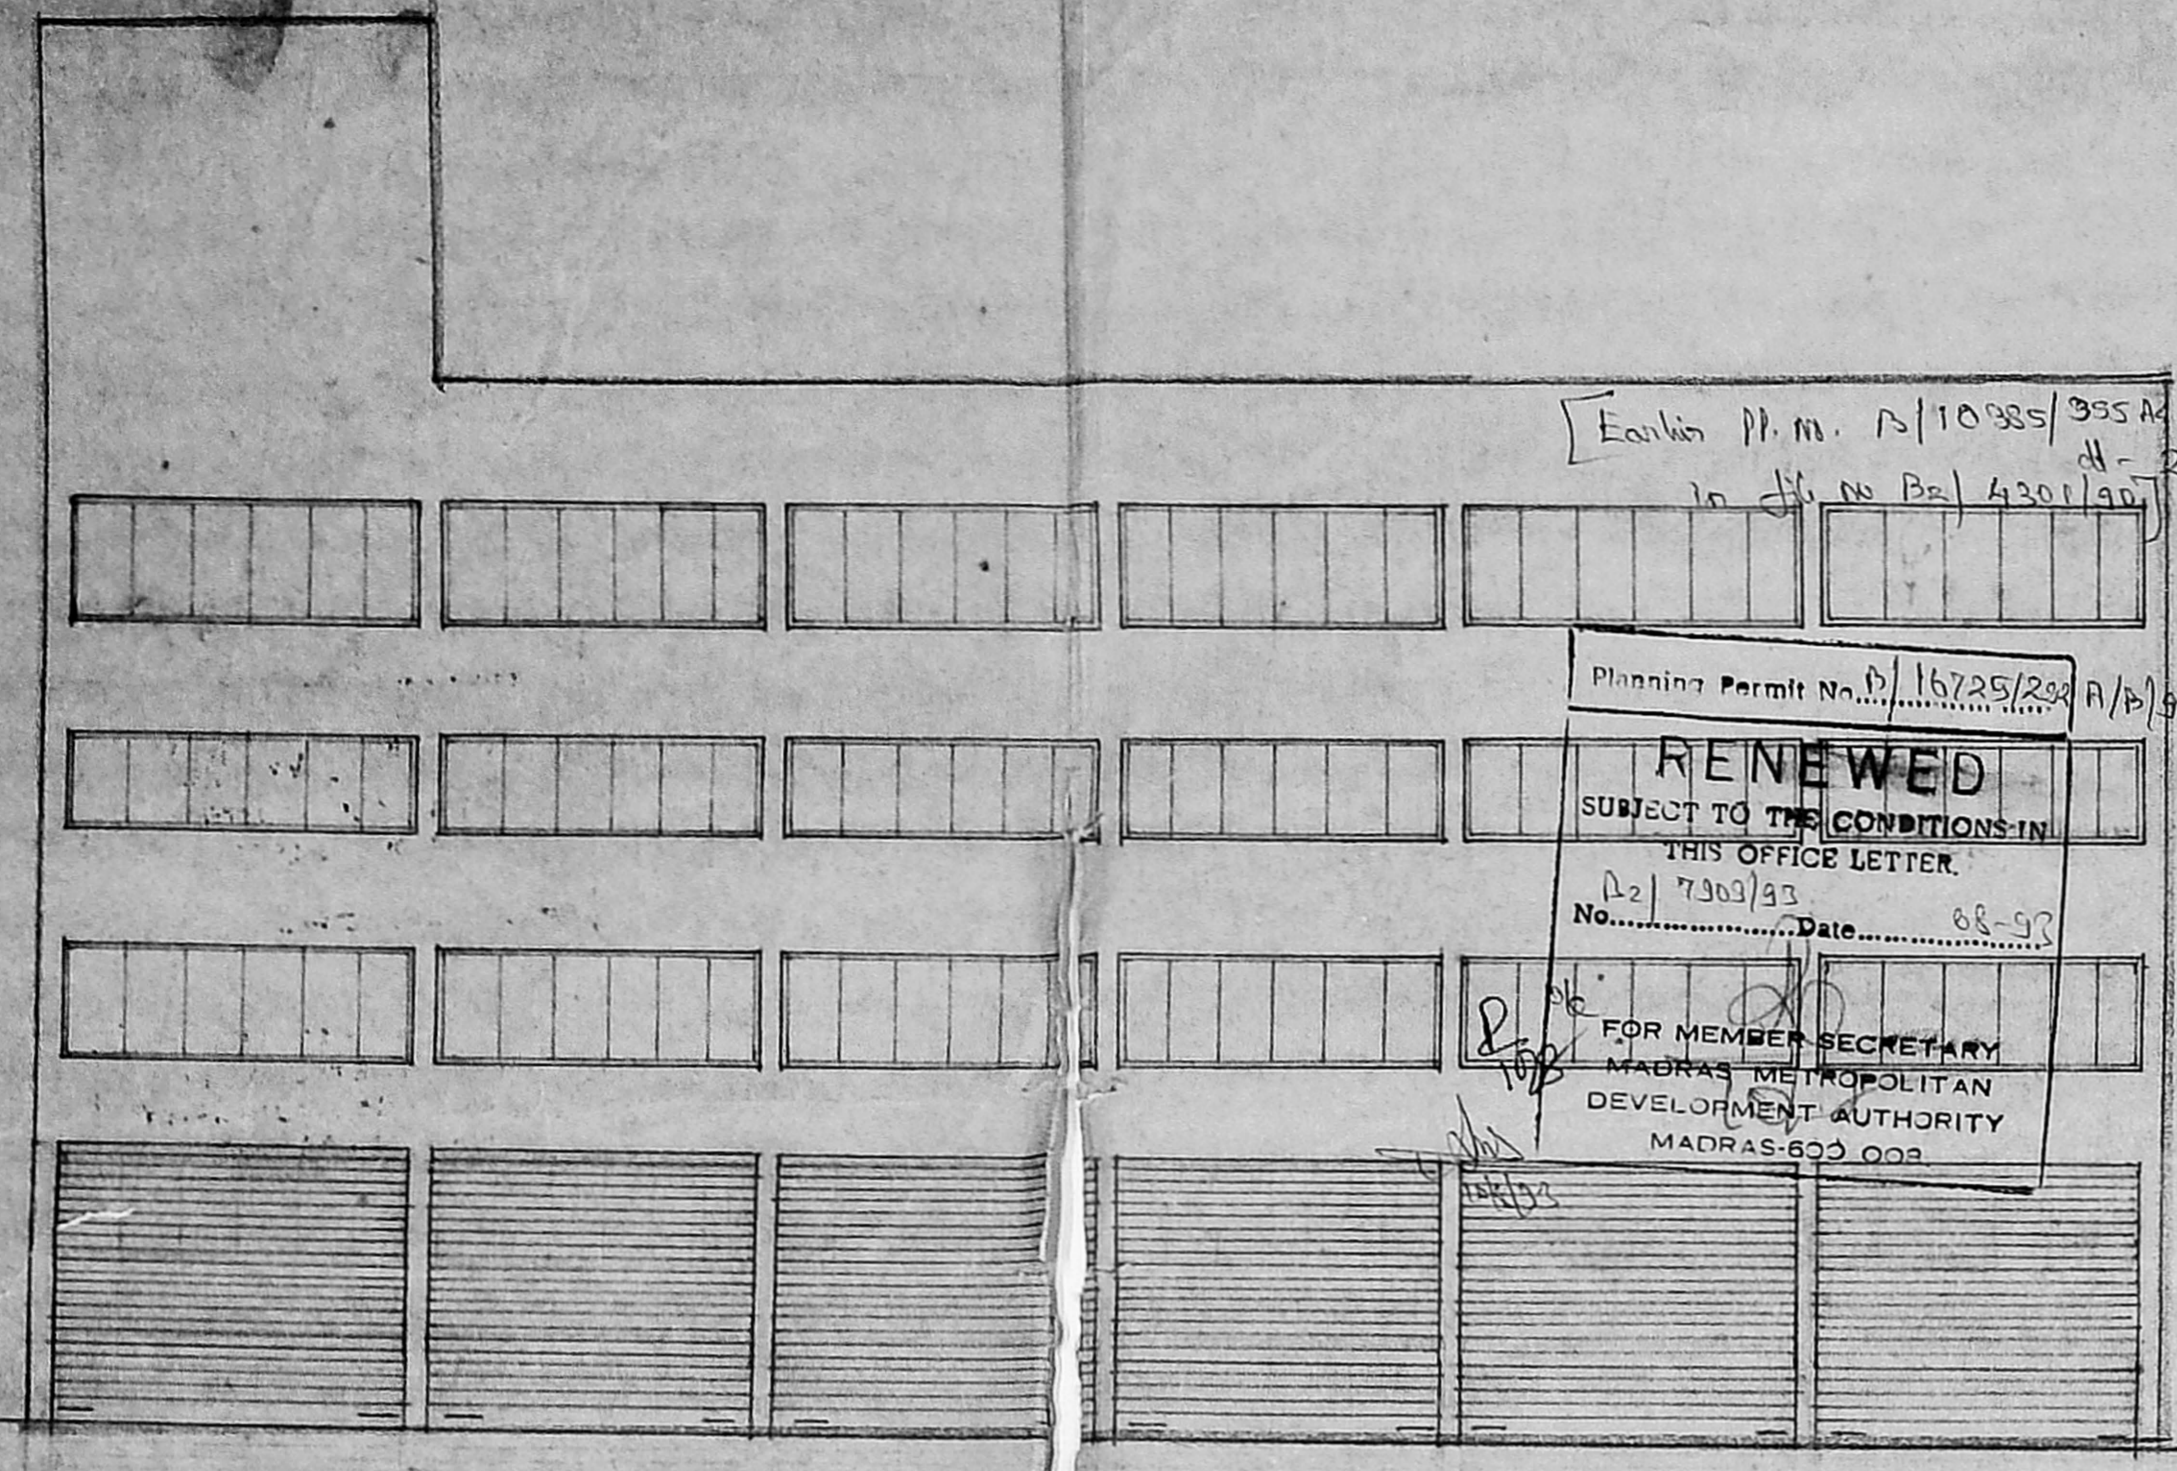 [Earlier PP. No. B/10385/355 A
dt -
in file no B2/4301/90]
Planning Permit No. B/16725/292 A/B/9
RENEWED
SUBJECT TO THE CONDITIONS IN
THIS OFFICE LETTER.
No. B2/7909/93 Date 08-93
FOR MEMBER SECRETARY
MADRAS METROPOLITAN
DEVELOPMENT AUTHORITY
MADRAS-600 008.